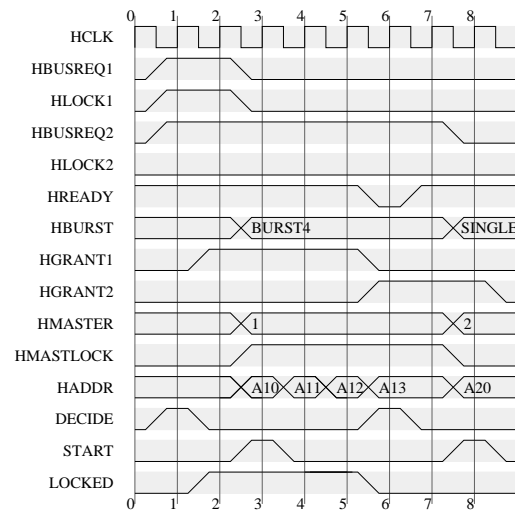 0 1 2 3 4 5 6 7 8
HCLK
HBUSREQ1
HLOCK1
HBUSREQ2
HLOCK2
HREADY
HBURST BURST4 SINGLE
HGRANT1
HGRANT2
HMASTER 1 2
HMASTLOCK
HADDR A10 A11 A12 A13 A20
DECIDE
START
LOCKED
0 1 2 3 4 5 6 7 8